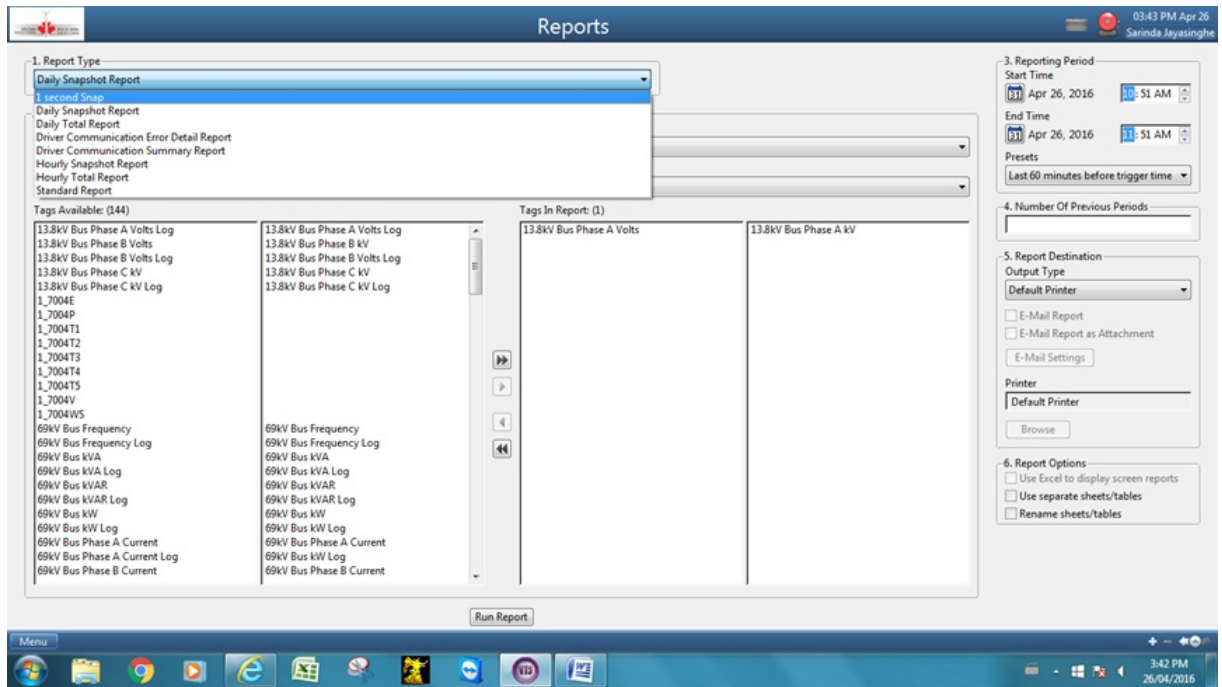 Reports
03:43 PM Apr 26
Sarinda Jayasinghe
1. Report Type
Daily Snapshot Report
1 second Snap
Daily Snapshot Report
Daily Total Report
Driver Communication Error Detail Report
Driver Communication Summary Report
Hourly Snapshot Report
Hourly Total Report
Standard Report
Tags Available: (144)
13.8kV Bus Phase A Volts Log 13.8kV Bus Phase A Volts Log
13.8kV Bus Phase B Volts 13.8kV Bus Phase B kV
13.8kV Bus Phase B Volts Log 13.8kV Bus Phase B Volts Log
13.8kV Bus Phase C kV 13.8kV Bus Phase C kV
13.8kV Bus Phase C kV Log 13.8kV Bus Phase C kV Log
1_7004E
1_7004P
1_7004T1
1_7004T2
1_7004T3
1_7004T4
1_7004T5
1_7004V
1_7004WS
69kV Bus Frequency 69kV Bus Frequency
69kV Bus Frequency Log 69kV Bus Frequency Log
69kV Bus kVA 69kV Bus kVA
69kV Bus kVA Log 69kV Bus kVA Log
69kV Bus kVAR 69kV Bus kVAR
69kV Bus kVAR Log 69kV Bus kVAR Log
69kV Bus kW 69kV Bus kW
69kV Bus kW Log 69kV Bus kW Log
69kV Bus Phase A Current 69kV Bus Phase A Current
69kV Bus Phase A Current Log 69kV Bus kW Log
69kV Bus Phase B Current 69kV Bus Phase B Current
Tags In Report: (1)
13.8kV Bus Phase A Volts 13.8kV Bus Phase A kV
Run Report
3. Reporting Period
Start Time
31 Apr 26, 2016 10:51 AM
End Time
31 Apr 26, 2016 11:51 AM
Presets
Last 60 minutes before trigger time
4. Number Of Previous Periods
5. Report Destination
Output Type
Default Printer
E-Mail Report
E-Mail Report as Attachment
E-Mail Settings
Printer
Default Printer
Browse
6. Report Options
Use Excel to display screen reports
Use separate sheets/tables
Rename sheets/tables
Menu
3:42 PM
26/04/2016